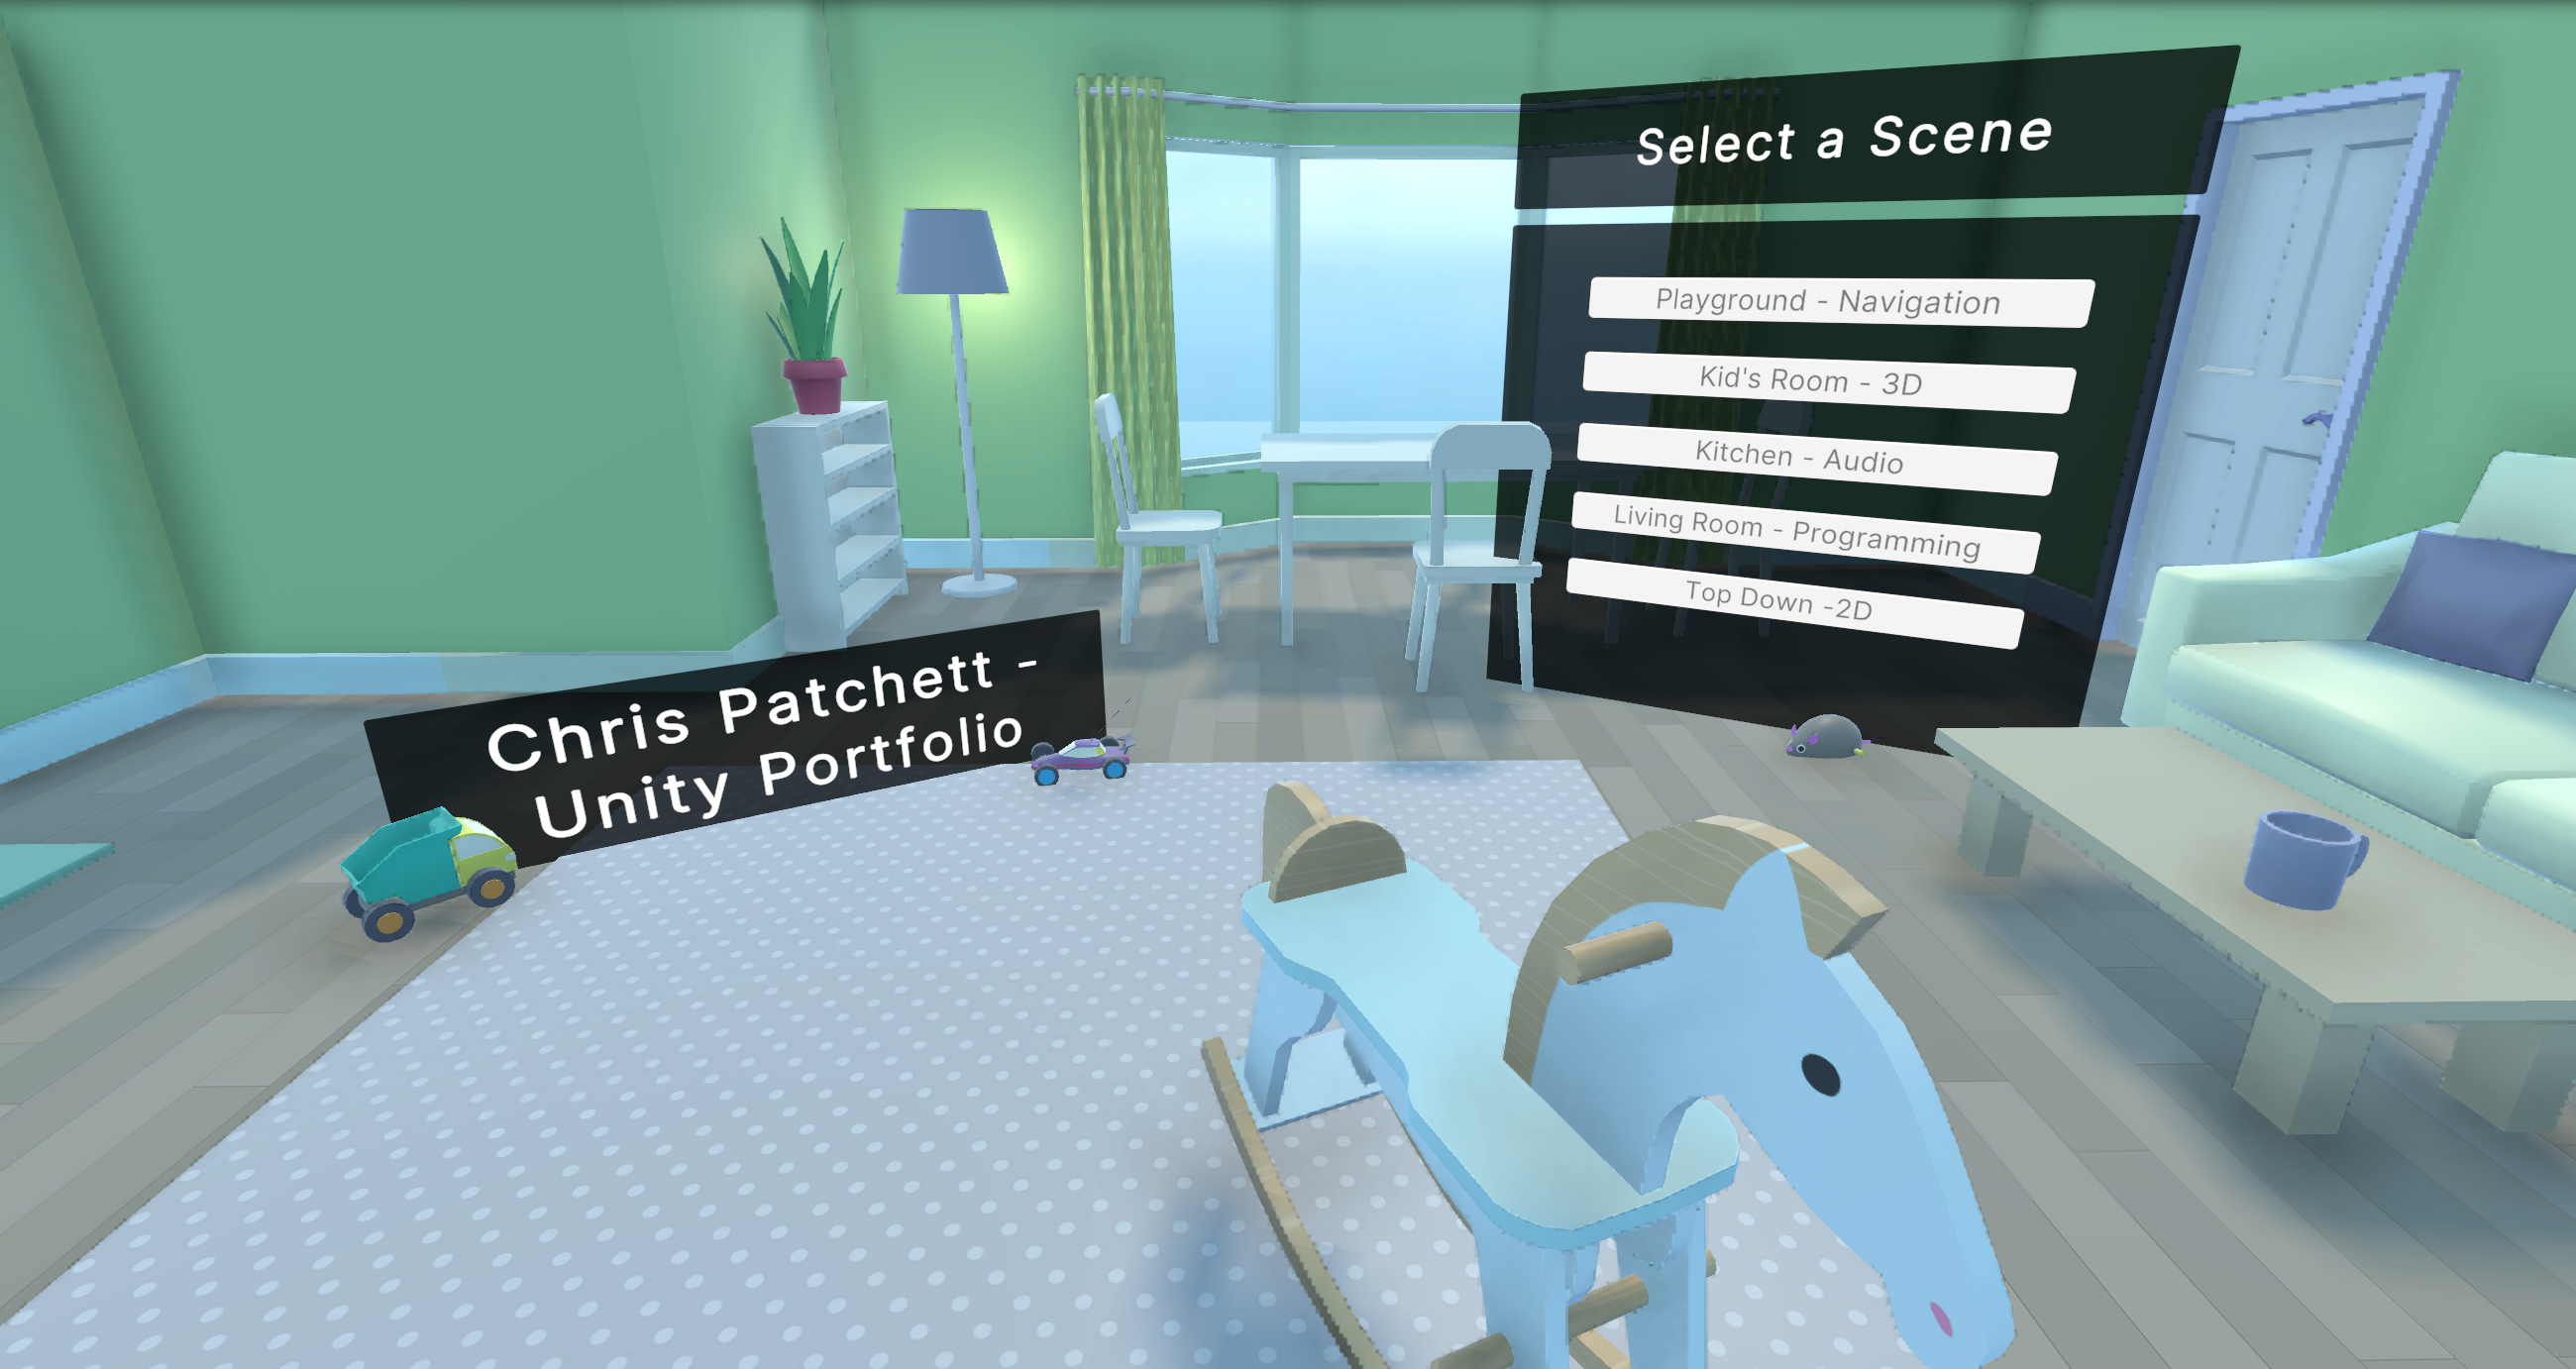 Select a Scene
Playground - Navigation
Kid's Room - 3D
Kitchen - Audio
Living Room - Programming
Top Down -2D
Chris Patchett -
Unity Portfolio